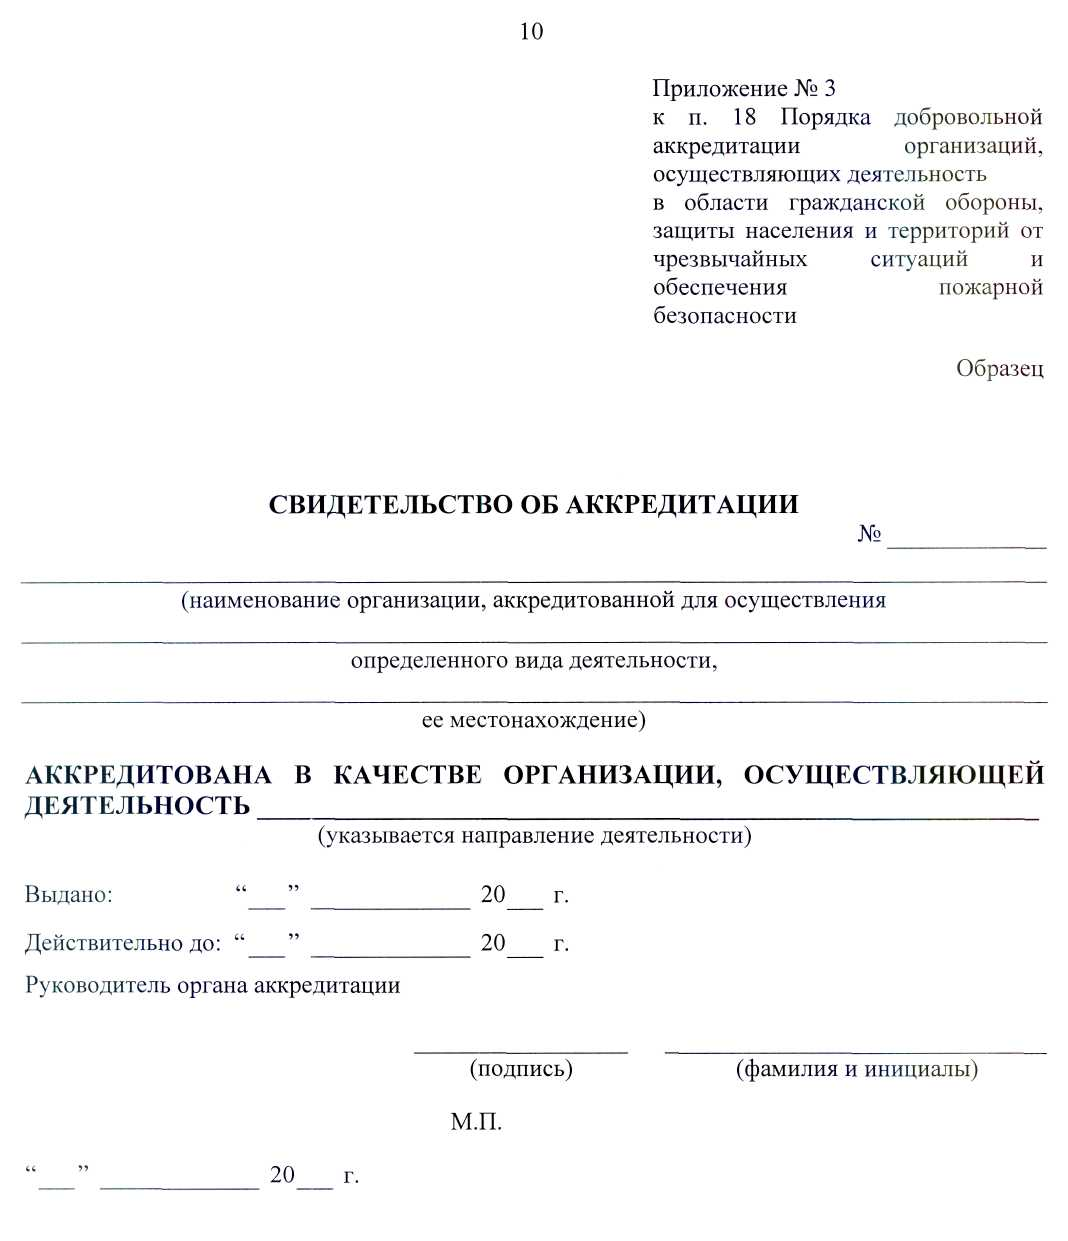 10
Приложение № 3
к п. 18 Порядка добровольной
аккредитации организаций,
осуществляющих деятельность
в области гражданской обороны,
защиты населения и территорий от
чрезвычайных ситуаций и
обеспечения пожарной
безопасности
Образец
СВИДЕТЕЛЬСТВО ОБ АККРЕДИТАЦИИ
№ ____________
(наименование организации, аккредитованной для осуществления
определенного вида деятельности,
ее местонахождение)
АККРЕДИТОВАНА В КАЧЕСТВЕ ОРГАНИЗАЦИИ, ОСУЩЕСТВЛЯЮЩЕЙ
ДЕЯТЕЛЬНОСТЬ ____________
(указывается направление деятельности)
Выдано: “___” _____________ 20___ г.
Действительно до: “___” _____________ 20___ г.
Руководитель органа аккредитации
(подпись) (фамилия и инициалы)
М.П.
“___” _____________ 20___ г.